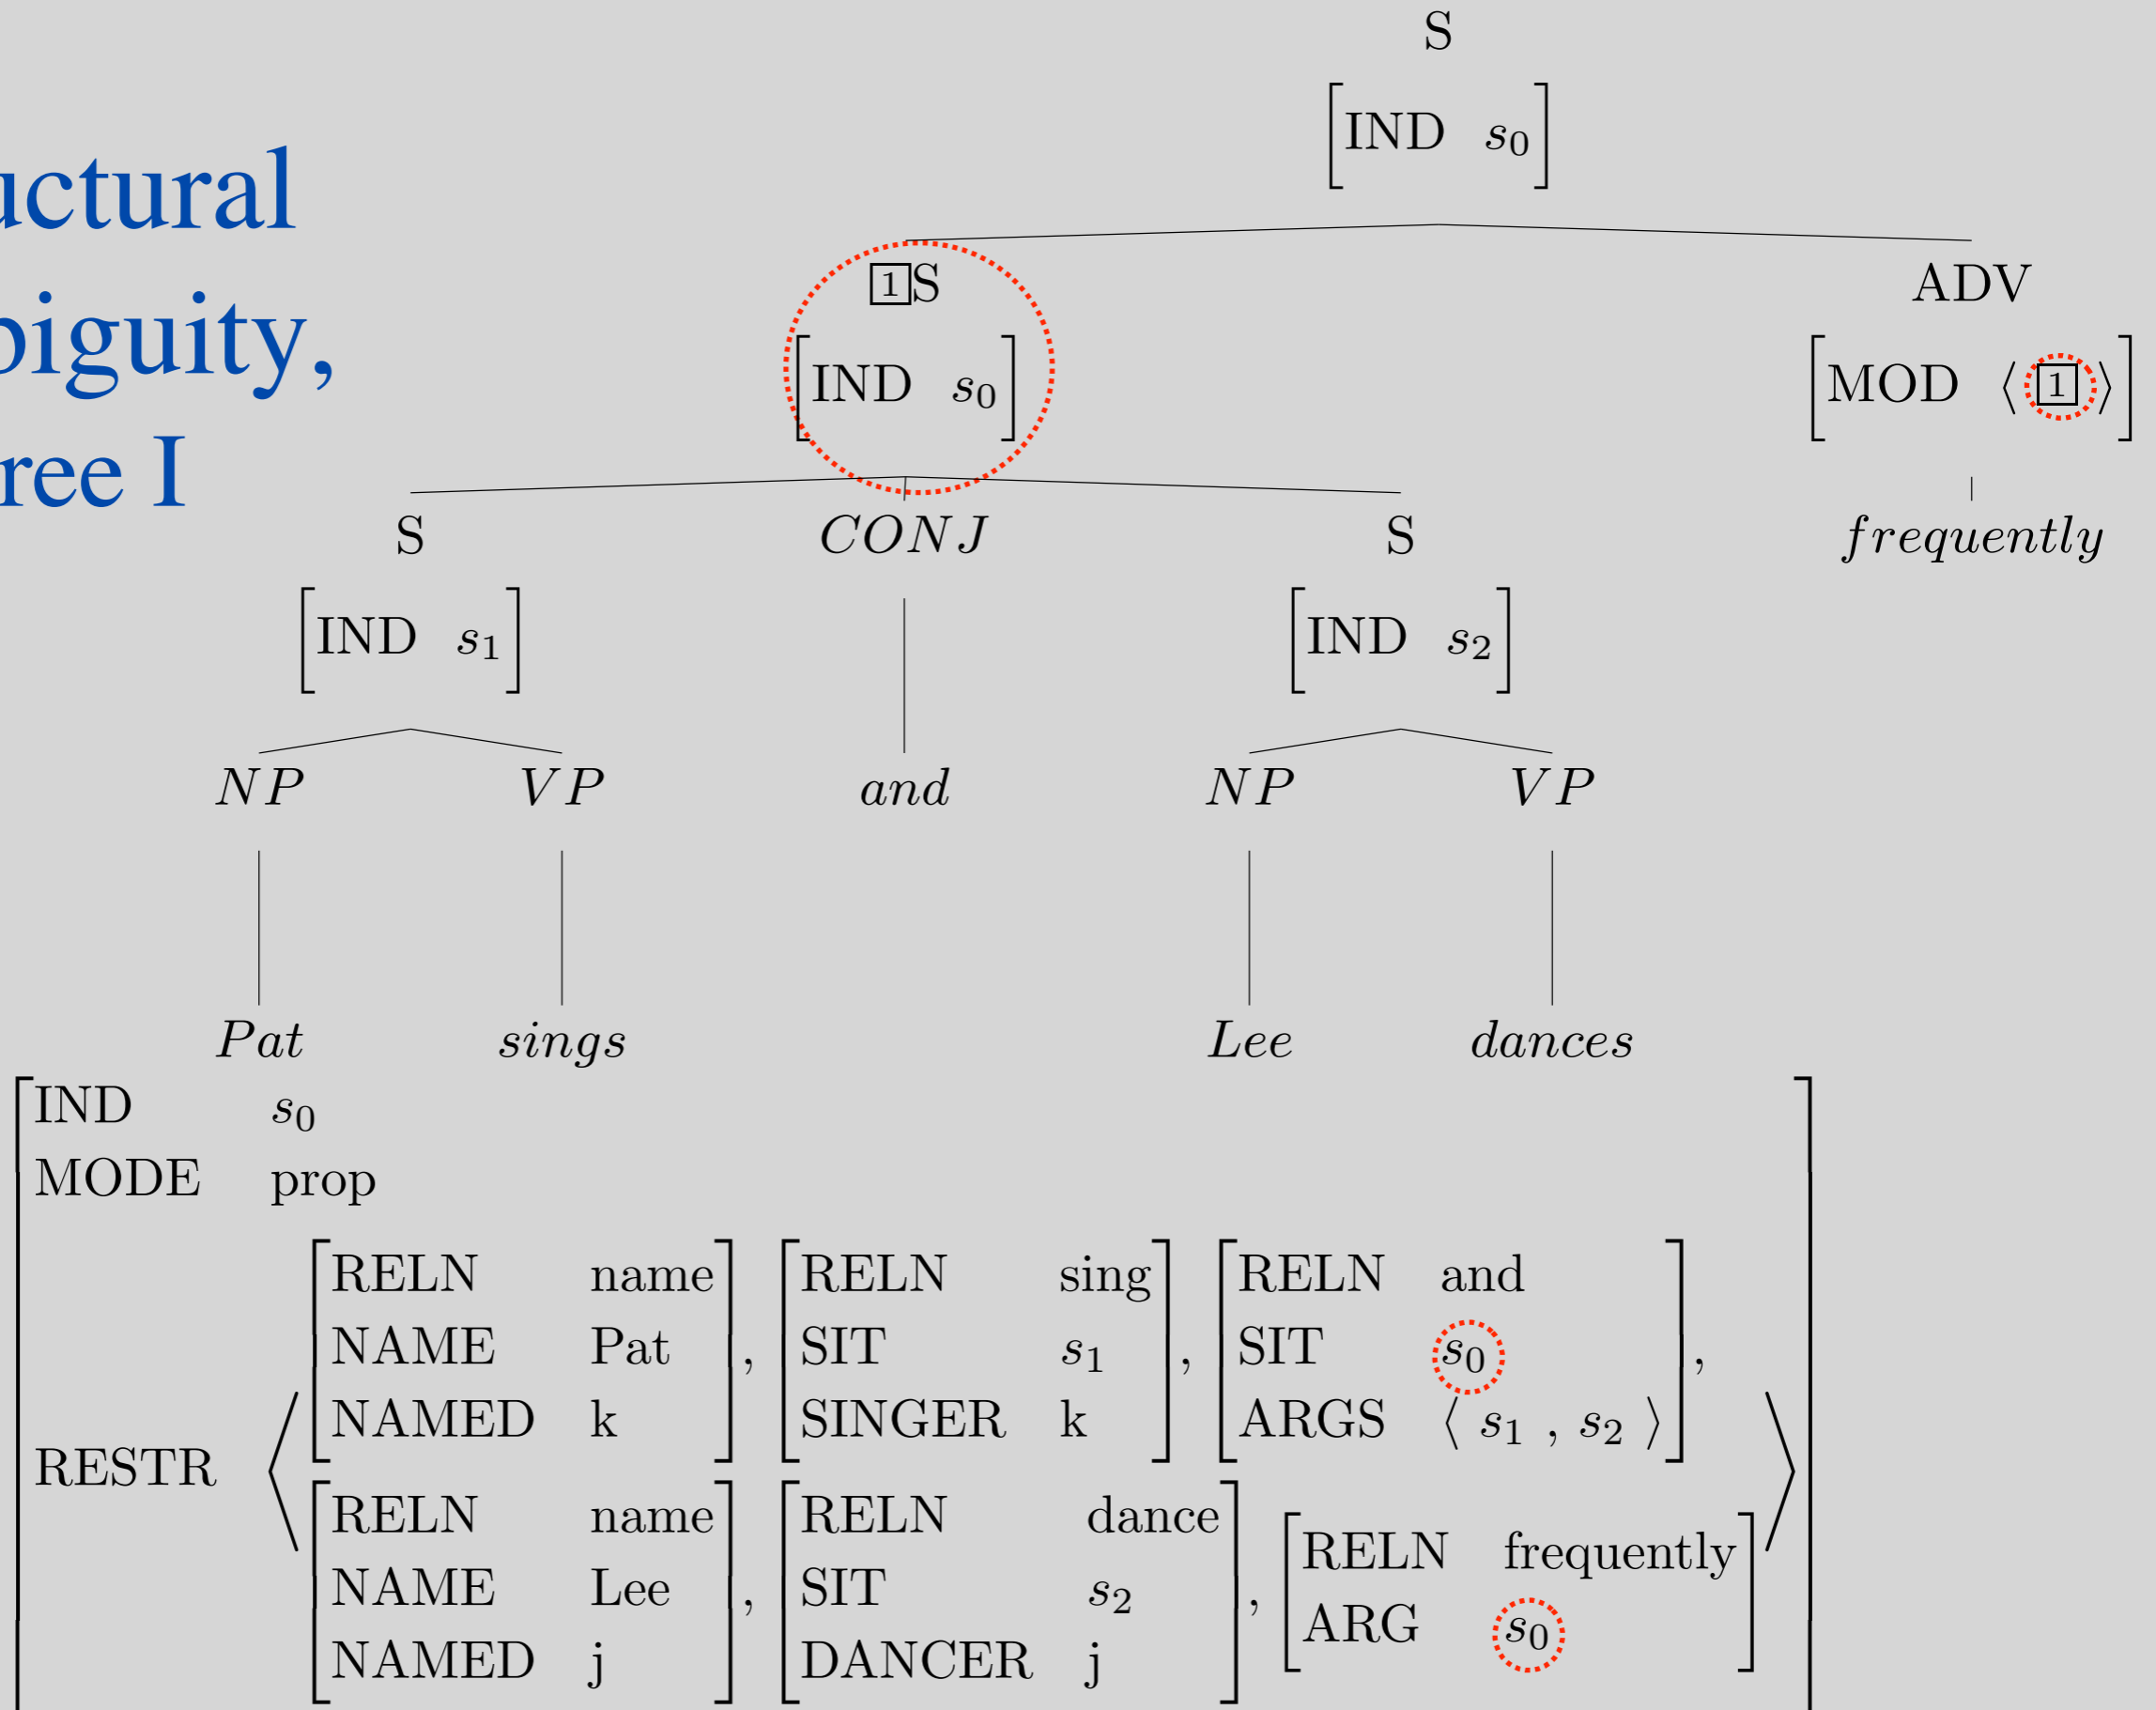 S
[IND s₀]
uctural
1S
ADV
biguity,
[IND s₀]
[MOD ⟨ 1 ⟩]
ree I
S
CONJ
S
frequently
[IND s₁]
[IND s₂]
NP VP
and
NP VP
Pat sings
Lee dances
IND s₀
MODE prop
RESTR
RELN name
NAME Pat
NAMED k
,
RELN sing
SIT s₁
SINGER k
,
RELN and
SIT s₀
ARGS ⟨ s₁ , s₂ ⟩
,
RELN name
NAME Lee
NAMED j
,
RELN dance
SIT s₂
DANCER j
,
RELN frequently
ARG s₀